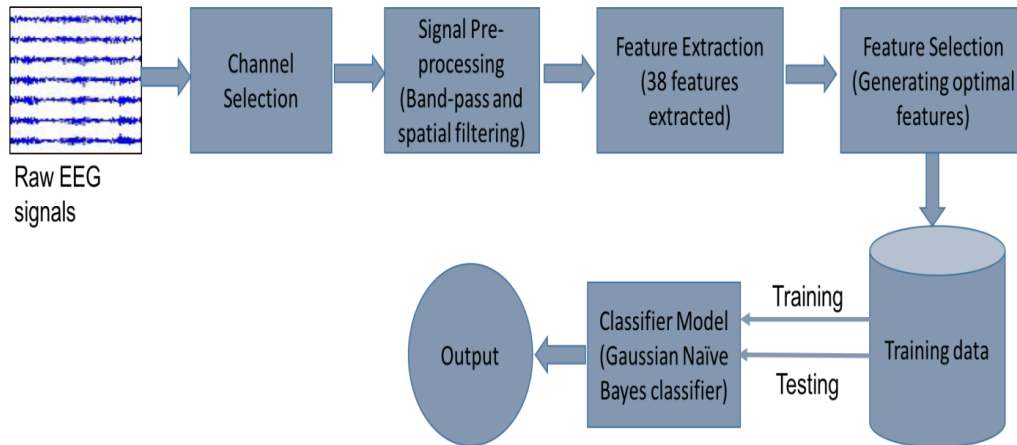 Raw EEG
signals
Channel
Selection
Signal Pre-
processing
(Band-pass and
spatial filtering)
Feature Extraction
(38 features
extracted)
Feature Selection
(Generating optimal
features)
Training data
Training
Testing
Classifier Model
(Gaussian Naïve
Bayes classifier)
Output